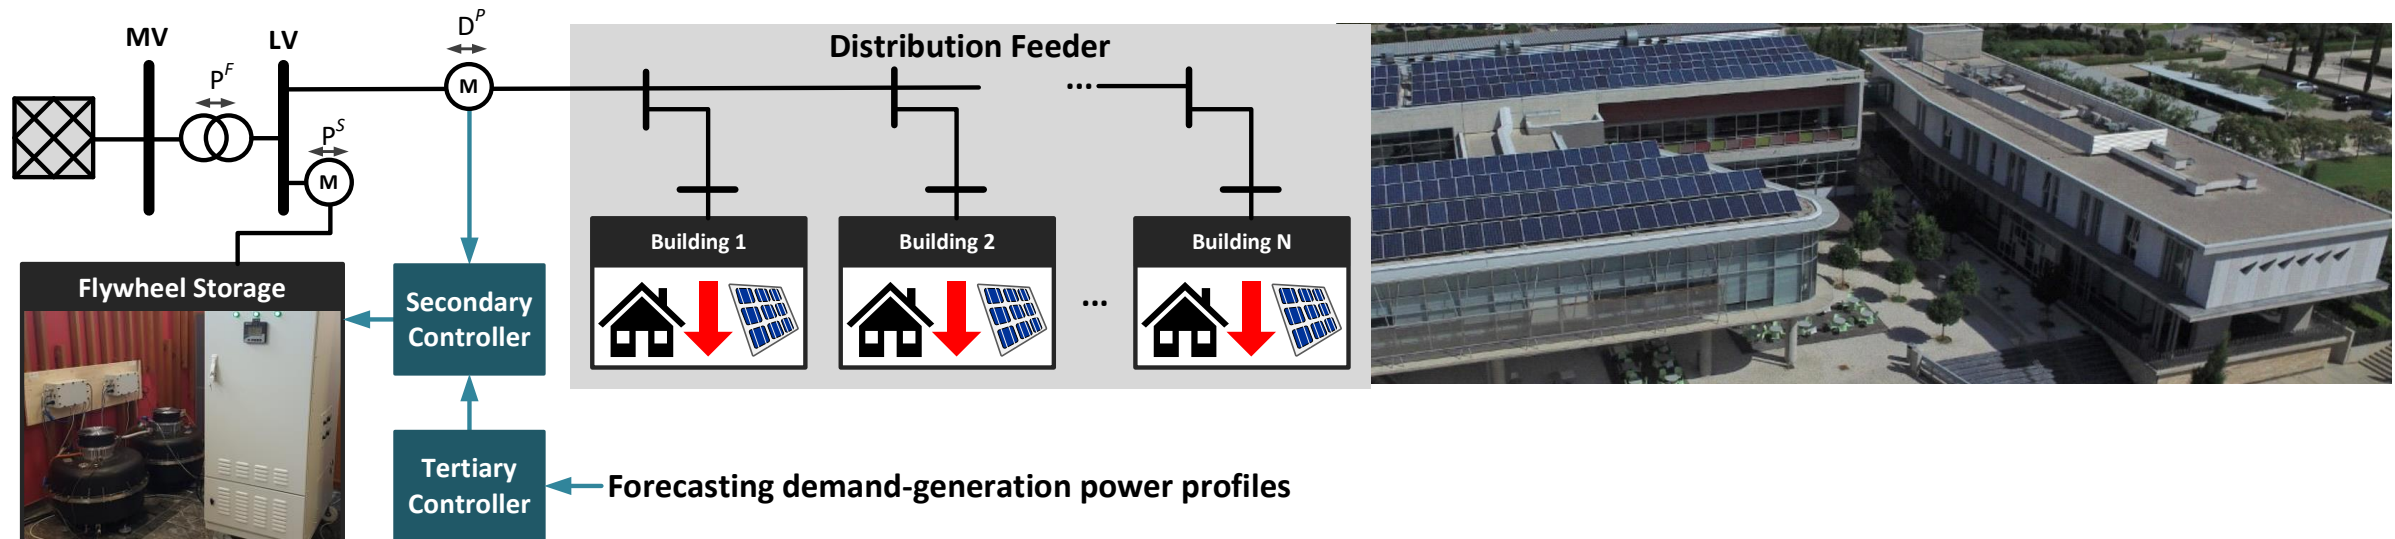 MV
LV
D^P
Distribution Feeder
P^F
M
...
P^S
M
Building 1
Building 2
Building N
Flywheel Storage
Secondary
Controller
...
Tertiary
Controller
Forecasting demand-generation power profiles